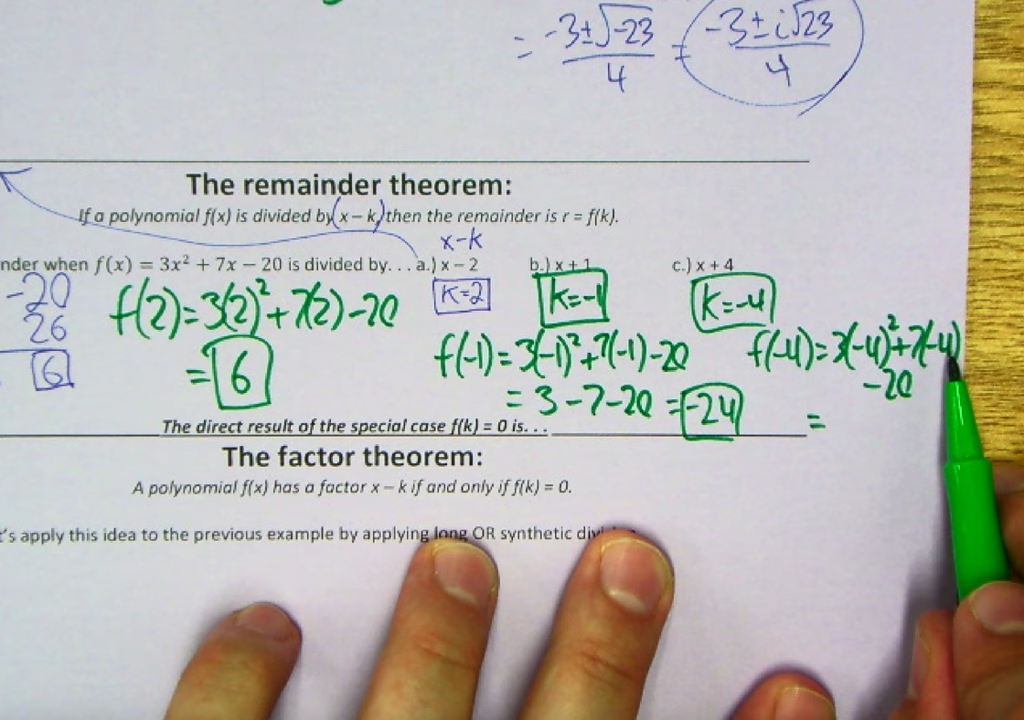 = -3±√-23/4 = -3±i√23/4
The remainder theorem:
If a polynomial f(x) is divided by (x – k) then the remainder is r = f(k).
x-k
nder when f(x) = 3x² + 7x − 20 is divided by. . . a.) x – 2 b.) x + 1 c.) x + 4
-20 K=2 k=-1 k=-4
26 f(2)=3(2)²+7(2)-20
6 = 6 f(-1)=3(-1)²+7(-1)-20 f(-4)=3(-4)²+7(-4)
-20
= 3-7-20 = -24 =
The direct result of the special case f(k) = 0 is. . .
The factor theorem:
A polynomial f(x) has a factor x – k if and only if f(k) = 0.
t's apply this idea to the previous example by applying long OR synthetic